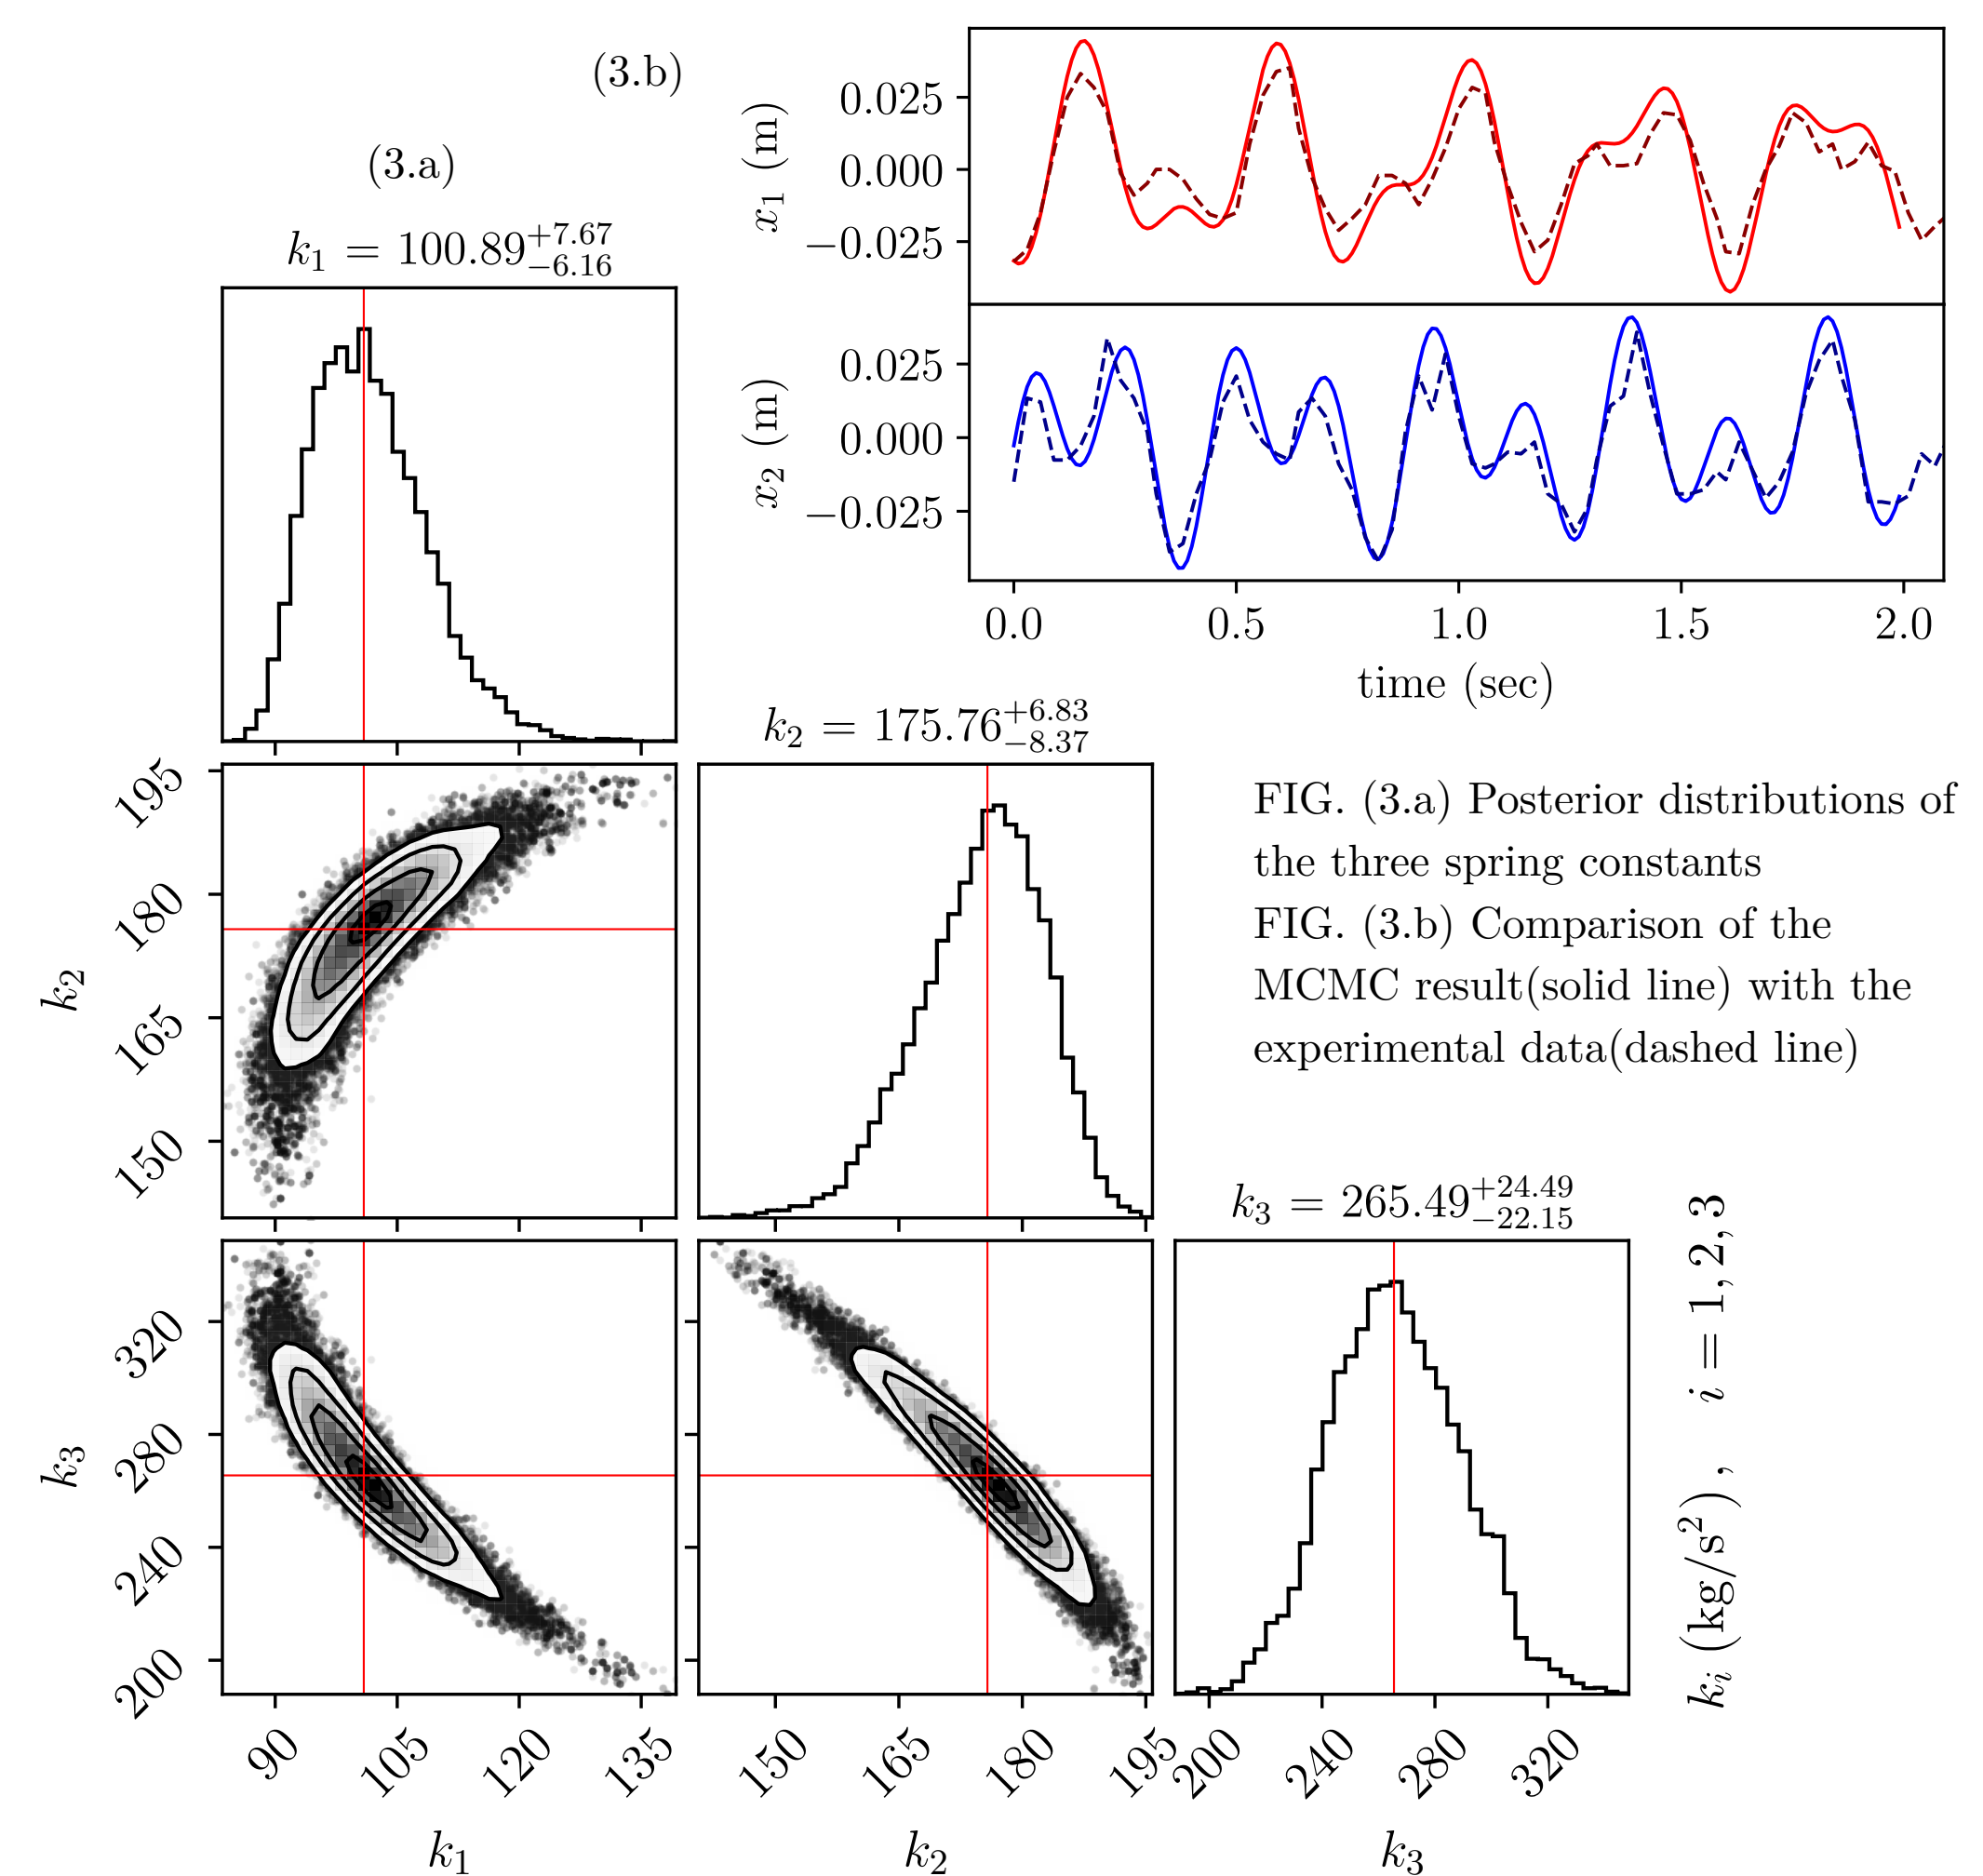 (3.b)
(3.a)
x₁ (m)
0.025
0.000
−0.025
x₂ (m)
0.025
0.000
−0.025
0.0 0.5 1.0 1.5 2.0
time (sec)
k₁ = 100.89⁺⁷·⁶⁷₋₆.₁₆
k₂ = 175.76⁺⁶·⁸³₋₈.₃₇
FIG. (3.a) Posterior distributions of
the three spring constants
FIG. (3.b) Comparison of the
MCMC result(solid line) with the
experimental data(dashed line)
k₂
195
180
165
150
k₃ = 265.49⁺²⁴·⁴⁹₋₂₂.₁₅
k₃
320
280
240
200
kᵢ (kg/s²) , i = 1, 2, 3
90 105 120 135
150 165 180 195
200 240 280 320
k₁
k₂
k₃